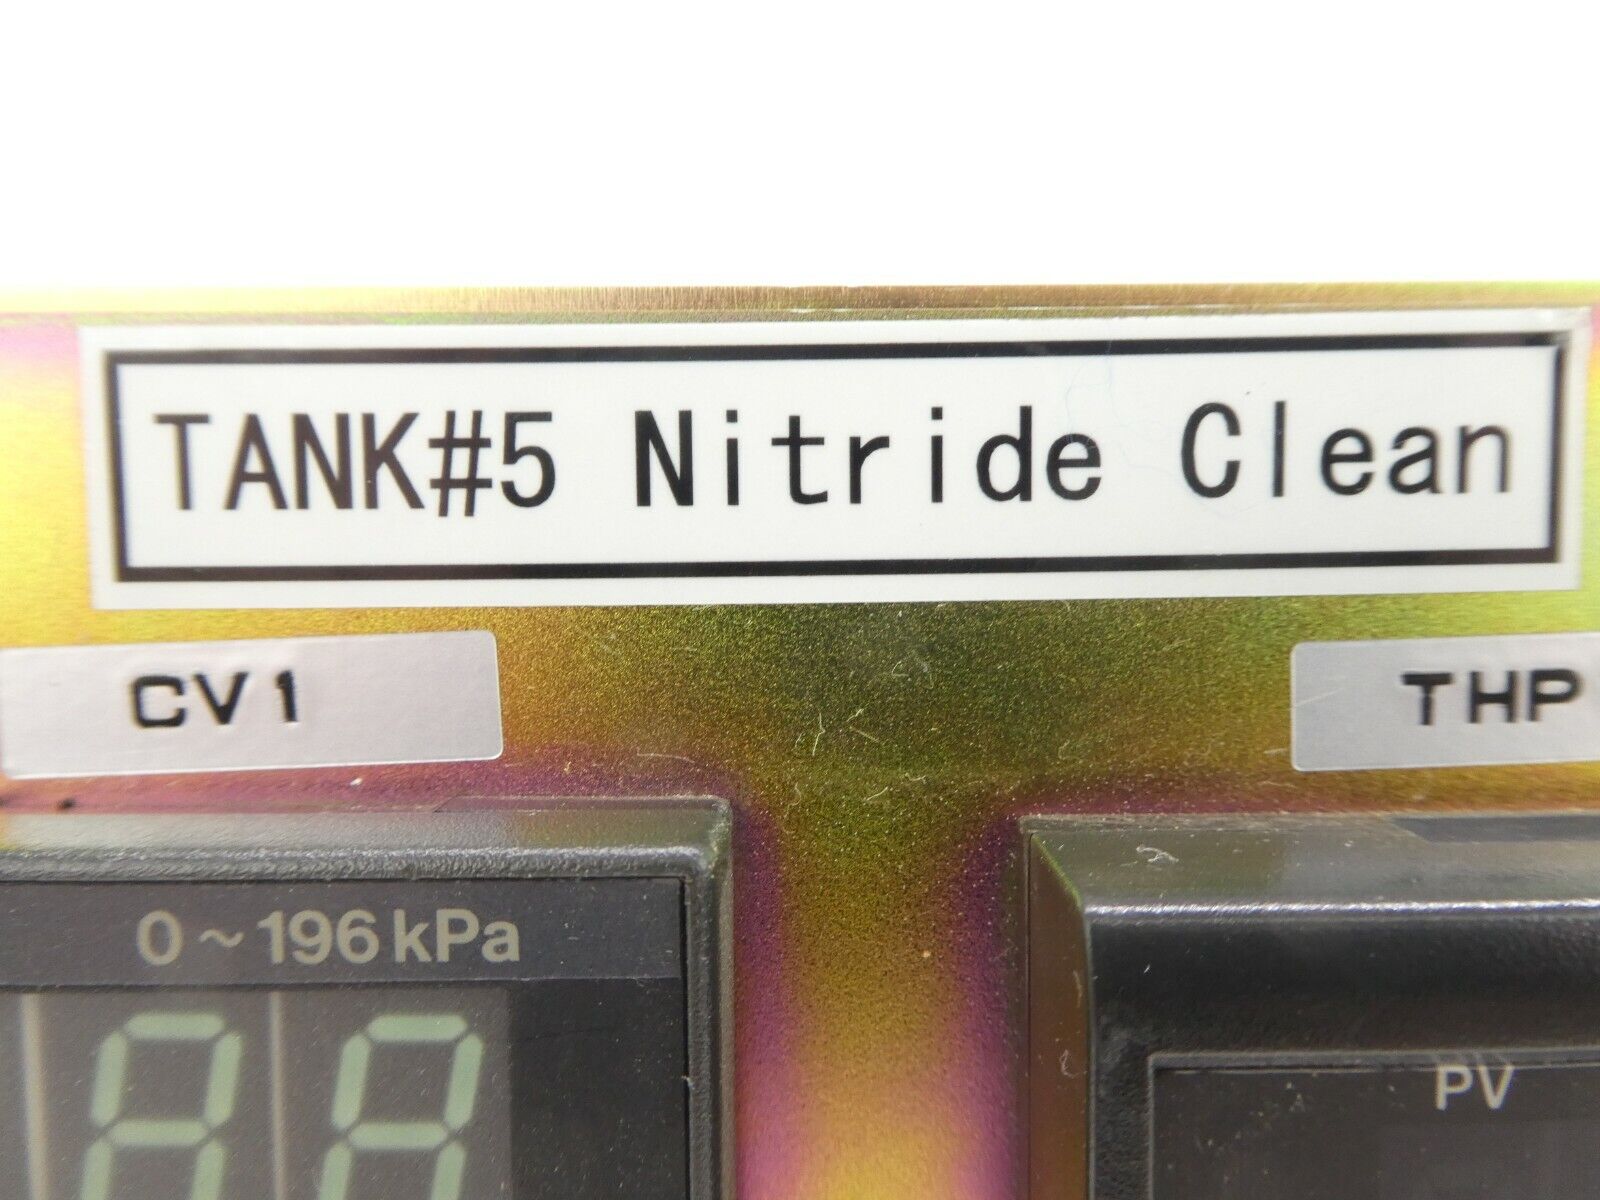 TANK#5 Nitride Clean
CV1
THP
0~196kPa
PV